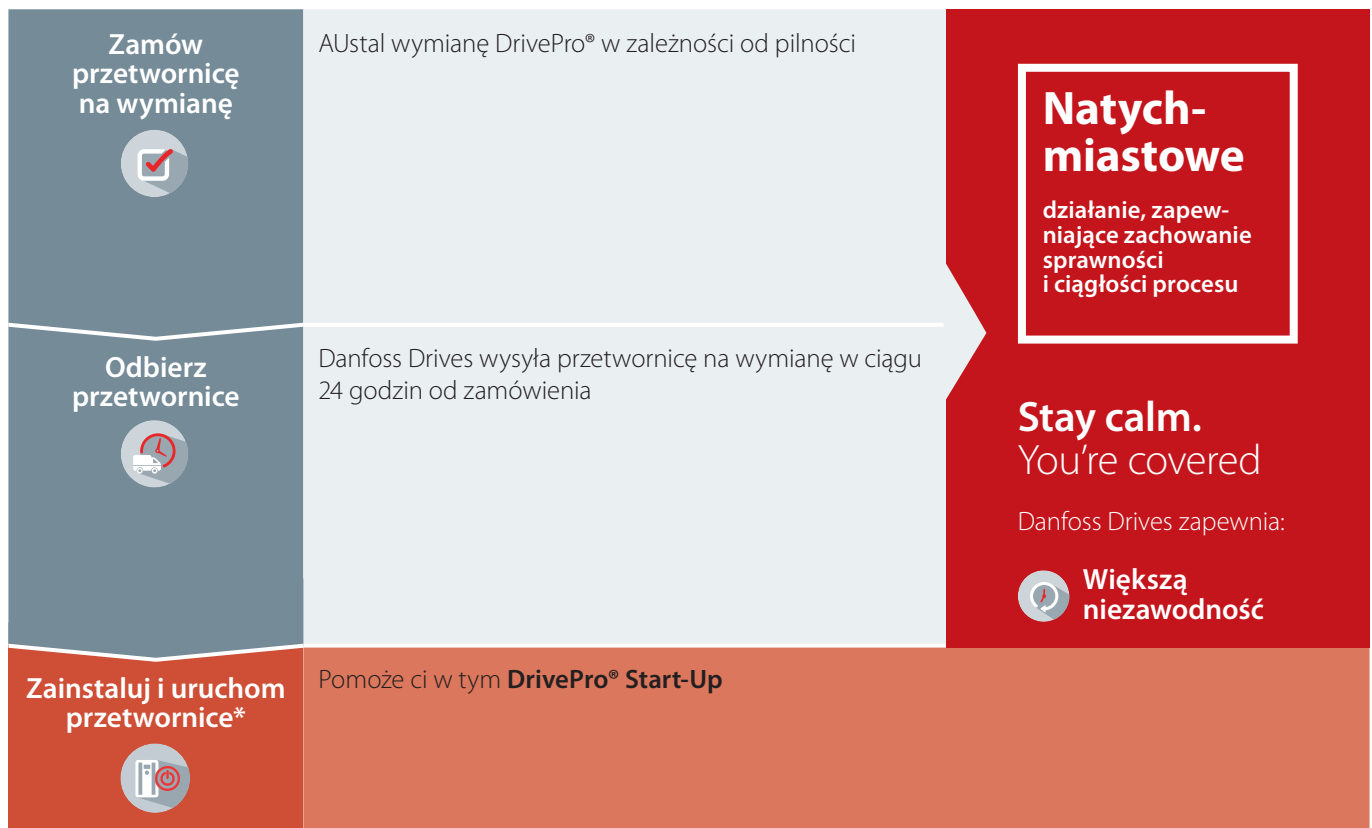 Zamów
przetwornicę
na wymianę
AUstal wymianę DrivePro® w zależności od pilności
Odbierz
przetwornice
Danfoss Drives wysyła przetwornicę na wymianę w ciągu
24 godzin od zamówienia
Zainstaluj i uruchom
przetwornice*
Pomoże ci w tym DrivePro® Start-Up
Natych-
miastowe
działanie, zapew-
niające zachowanie
sprawności
i ciągłości procesu
Stay calm.
You're covered
Danfoss Drives zapewnia:
Większą
niezawodność